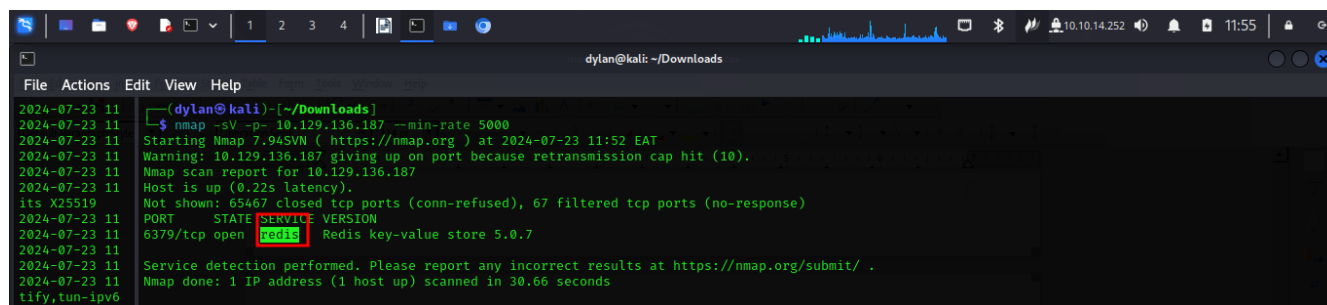 1 2 3 4 10.10.14.252 11:55
dylan@kali: ~/Downloads
File Actions Edit View Help
2024-07-23 11 ┌──(dylan㉿kali)-[~/Downloads]
2024-07-23 11 └─$ nmap -sV -p- 10.129.136.187 --min-rate 5000
2024-07-23 11 Starting Nmap 7.94SVN ( https://nmap.org ) at 2024-07-23 11:52 EAT
2024-07-23 11 Warning: 10.129.136.187 giving up on port because retransmission cap hit (10).
2024-07-23 11 Nmap scan report for 10.129.136.187
2024-07-23 11 Host is up (0.22s latency).
its X25519 Not shown: 65467 closed tcp ports (conn-refused), 67 filtered tcp ports (no-response)
2024-07-23 11 PORT STATE SERVICE VERSION
2024-07-23 11 6379/tcp open redis Redis key-value store 5.0.7
2024-07-23 11
2024-07-23 11 Service detection performed. Please report any incorrect results at https://nmap.org/submit/ .
2024-07-23 11 Nmap done: 1 IP address (1 host up) scanned in 30.66 seconds
tify,tun-ipv6